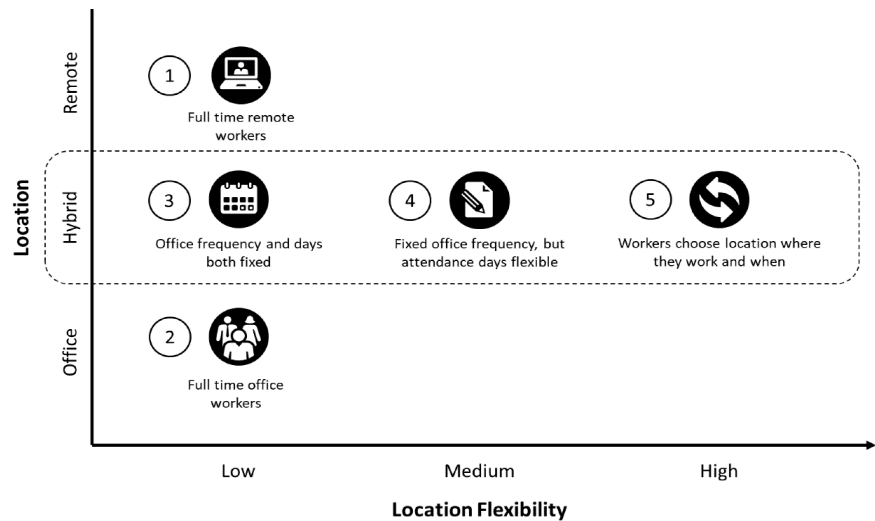 Remote
1
Full time remote
workers
Location
Hybrid
3
Office frequency and days
both fixed
4
Fixed office frequency, but
attendance days flexible
5
Workers choose location where
they work and when
Office
2
Full time office
workers
Low
Medium
High
Location Flexibility